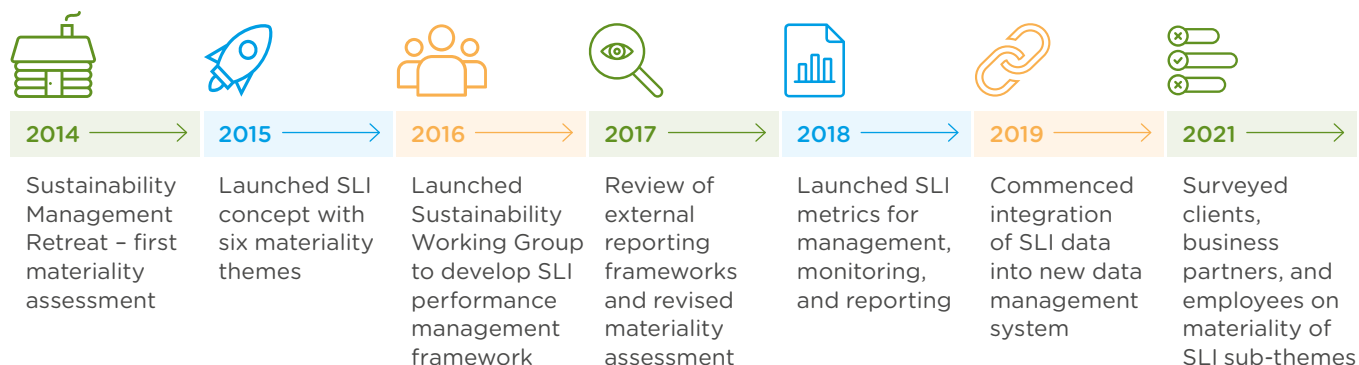 2014
Sustainability
Management
Retreat – first
materiality
assessment
2015
Launched SLI
concept with
six materiality
themes
2016
Launched
Sustainability
Working Group
to develop SLI
performance
management
framework
2017
Review of
external
reporting
frameworks
and revised
materiality
assessment
2018
Launched SLI
metrics for
management,
monitoring,
and reporting
2019
Commenced
integration
of SLI data
into new data
management
system
2021
Surveyed
clients,
business
partners, and
employees on
materiality of
SLI sub-themes